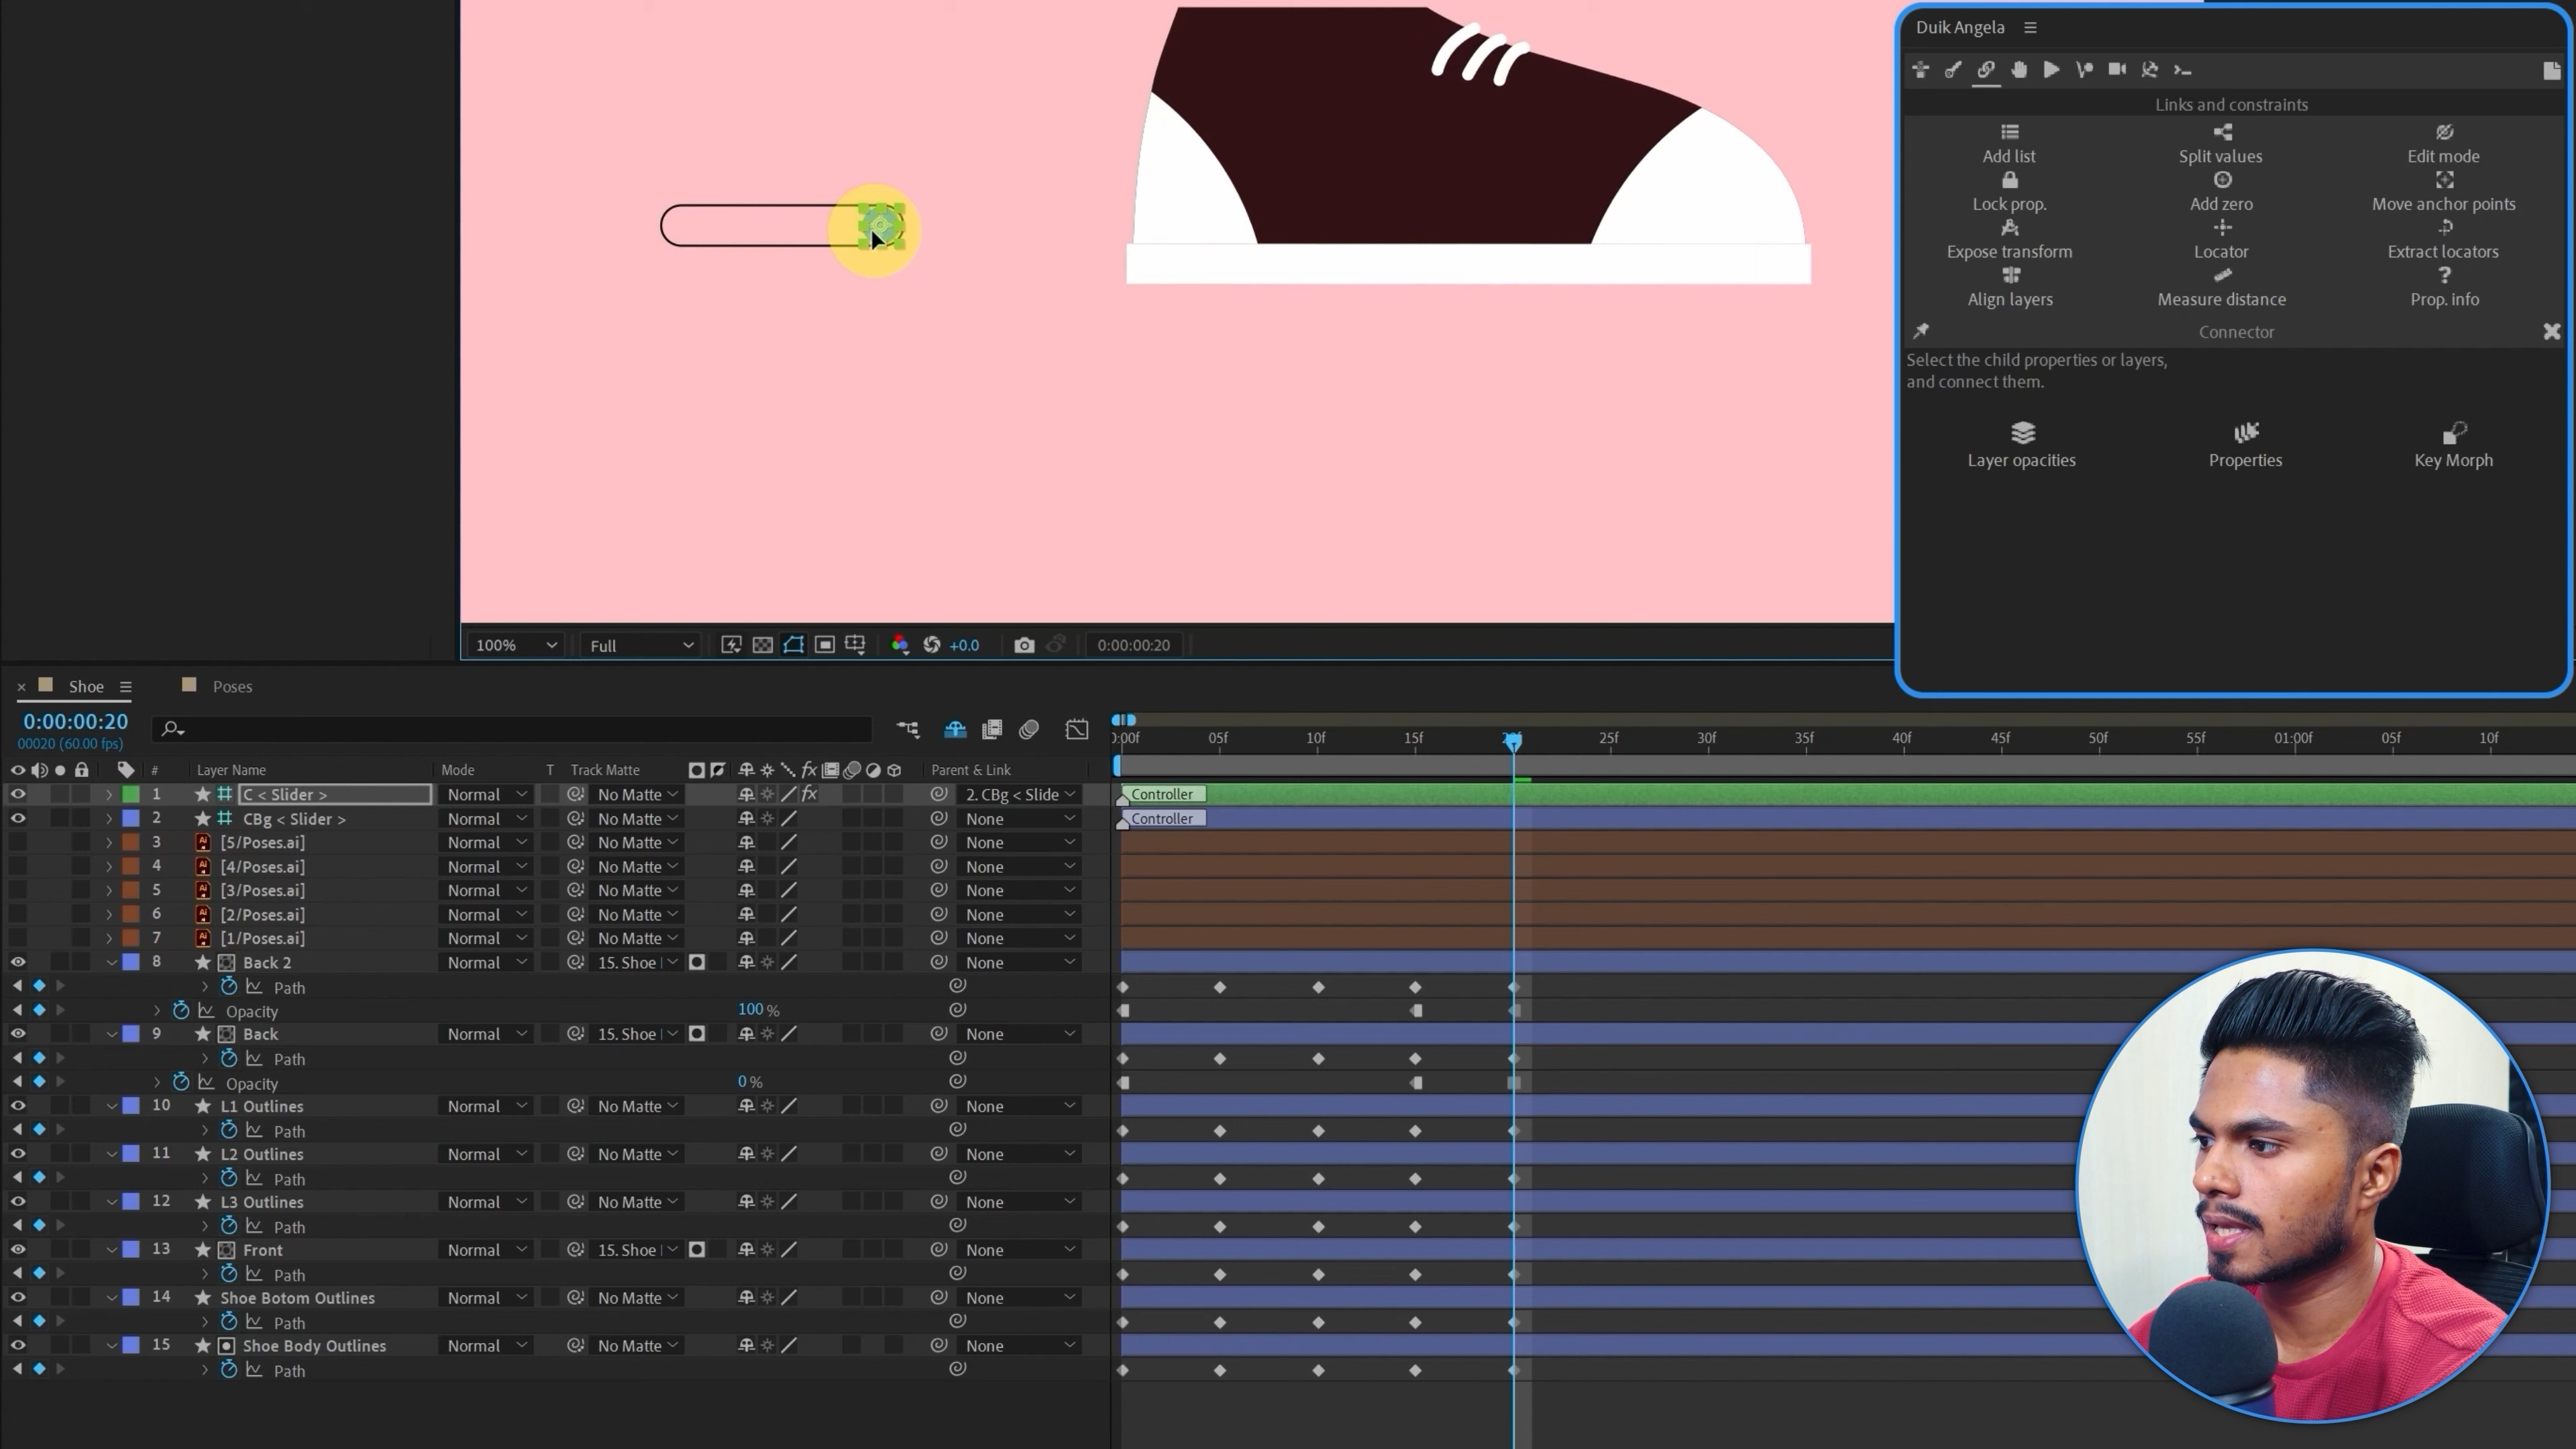 Duik Angela
Links and constraints
Add list Split values Edit mode
Lock prop. Add zero Move anchor points
Expose transform Locator Extract locators
Align layers Measure distance Prop. info
Connector
Select the child properties or layers,
and connect them.
Layer opacities Properties Key Morph
100% Full +0.0 0:00:00:20
Shoe Poses
0:00:00:20
00020 (60.00 fps)
0:00f 05f 10f 15f 25f 30f 35f 40f 45f 50f 55f 01:00f 05f 10f
# Layer Name Mode T Track Matte fx Parent & Link
1 C < Slider > Normal No Matte fx 2. CBg < Slide Controller
2 CBg < Slider > Normal No Matte None Controller
3 [5/Poses.ai] Normal No Matte None
4 [4/Poses.ai] Normal No Matte None
5 [3/Poses.ai] Normal No Matte None
6 [2/Poses.ai] Normal No Matte None
7 [1/Poses.ai] Normal No Matte None
8 Back 2 Normal 15. Shoe None
Path
Opacity 100 %
9 Back Normal 15. Shoe None
Path
Opacity 0 %
10 L1 Outlines Normal No Matte None
Path
11 L2 Outlines Normal No Matte None
Path
12 L3 Outlines Normal No Matte None
Path
13 Front Normal 15. Shoe None
Path
14 Shoe Botom Outlines Normal No Matte None
Path
15 Shoe Body Outlines Normal No Matte None
Path